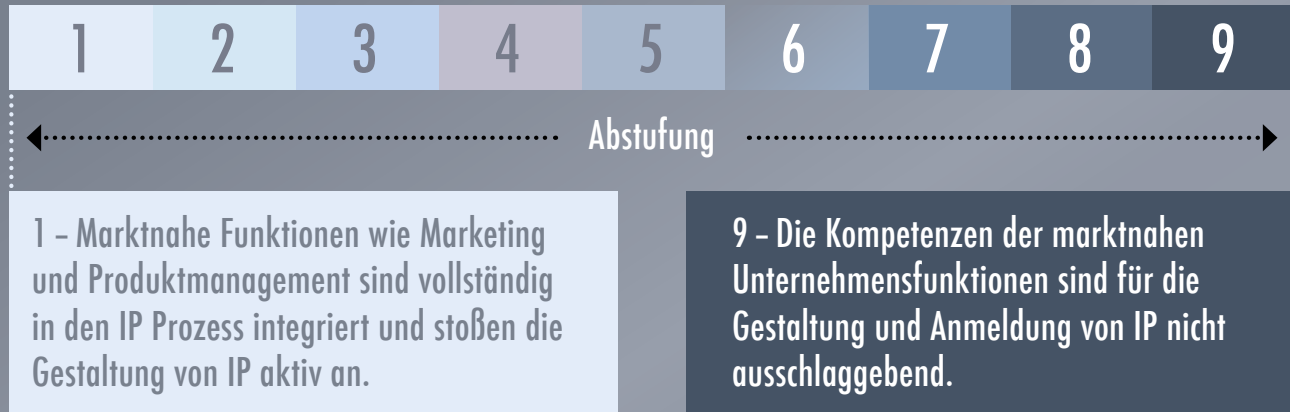 1 2 3 4 5 6 7 8 9
Abstufung
1 – Marktnahe Funktionen wie Marketing
und Produktmanagement sind vollständig
in den IP Prozess integriert und stoßen die
Gestaltung von IP aktiv an.
9 – Die Kompetenzen der marktnahen
Unternehmensfunktionen sind für die
Gestaltung und Anmeldung von IP nicht
ausschlaggebend.